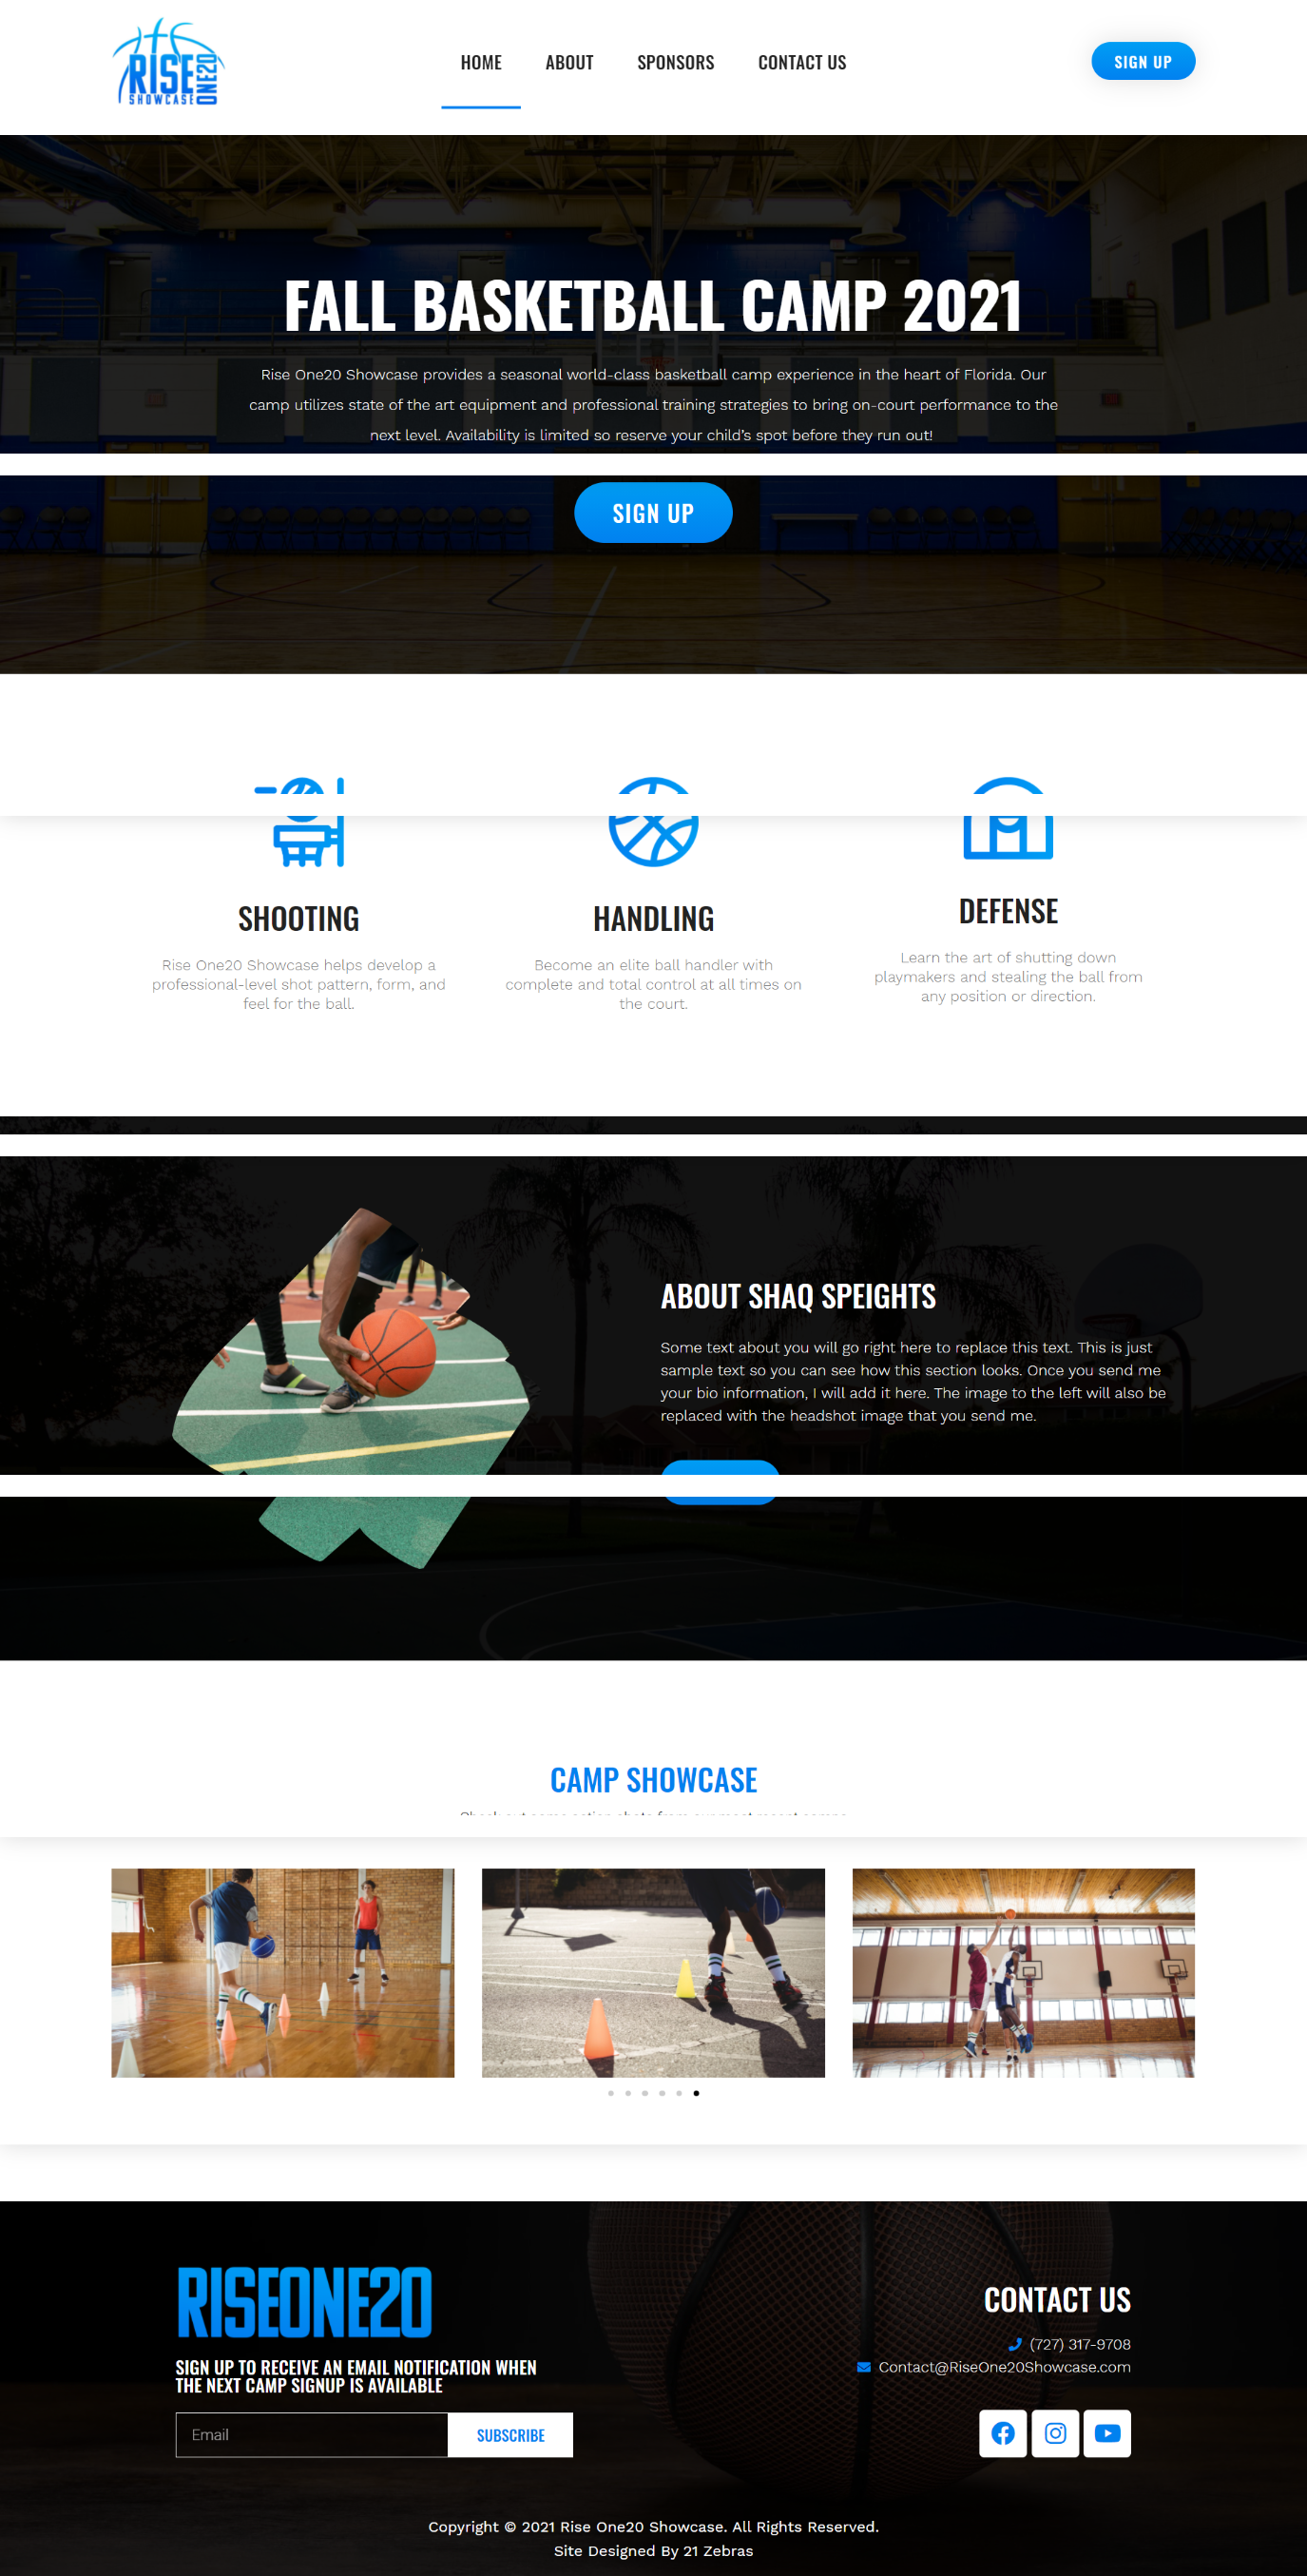 RISE
ONE20
SHOWCASE
HOME
ABOUT
SPONSORS
CONTACT US
SIGN UP
FALL BASKETBALL CAMP 2021
Rise One20 Showcase provides a seasonal world-class basketball camp experience in the heart of Florida. Our
camp utilizes state of the art equipment and professional training strategies to bring on-court performance to the
next level. Availability is limited so reserve your child's spot before they run out!
SIGN UP
SHOOTING
Rise One20 Showcase helps develop a
professional-level shot pattern, form, and
feel for the ball.
HANDLING
Become an elite ball handler with
complete and total control at all times on
the court.
DEFENSE
Learn the art of shutting down
playmakers and stealing the ball from
any position or direction.
ABOUT SHAQ SPEIGHTS
Some text about you will go right here to replace this text. This is just
sample text so you can see how this section looks. Once you send me
your bio information, I will add it here. The image to the left will also be
replaced with the headshot image that you send me.
CAMP SHOWCASE
RISEONE20
SIGN UP TO RECEIVE AN EMAIL NOTIFICATION WHEN
THE NEXT CAMP SIGNUP IS AVAILABLE
Email
SUBSCRIBE
CONTACT US
(727) 317-9708
Contact@RiseOne20Showcase.com
Copyright © 2021 Rise One20 Showcase. All Rights Reserved.
Site Designed By 21 Zebras